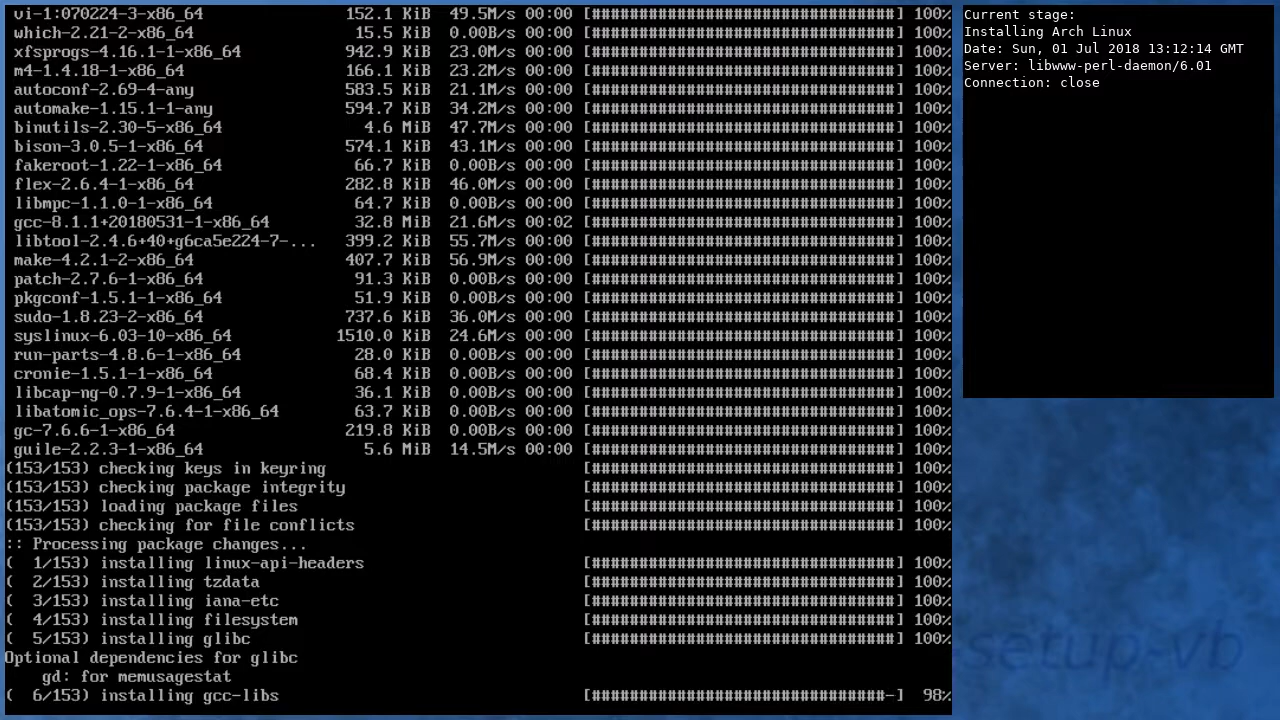 vi-1:070224-3-x86_64 152.1 KiB 49.5M/s 00:00 [################################] 100%
which-2.21-2-x86_64 15.5 KiB 0.00B/s 00:00 [################################] 100%
xfsprogs-4.16.1-1-x86_64 942.9 KiB 23.0M/s 00:00 [################################] 100%
m4-1.4.18-1-x86_64 166.1 KiB 23.2M/s 00:00 [################################] 100%
autoconf-2.69-4-any 583.5 KiB 21.1M/s 00:00 [################################] 100%
automake-1.15.1-1-any 594.7 KiB 34.2M/s 00:00 [################################] 100%
binutils-2.30-5-x86_64 4.6 MiB 47.7M/s 00:00 [################################] 100%
bison-3.0.5-1-x86_64 574.1 KiB 43.1M/s 00:00 [################################] 100%
fakeroot-1.22-1-x86_64 66.7 KiB 0.00B/s 00:00 [################################] 100%
flex-2.6.4-1-x86_64 282.8 KiB 46.0M/s 00:00 [################################] 100%
libmpc-1.1.0-1-x86_64 64.7 KiB 0.00B/s 00:00 [################################] 100%
gcc-8.1.1+20180531-1-x86_64 32.8 MiB 21.6M/s 00:02 [################################] 100%
libtool-2.4.6+40+g6ca5e224-7-... 399.2 KiB 55.7M/s 00:00 [################################] 100%
make-4.2.1-2-x86_64 407.7 KiB 56.9M/s 00:00 [################################] 100%
patch-2.7.6-1-x86_64 91.3 KiB 0.00B/s 00:00 [################################] 100%
pkgconf-1.5.1-1-x86_64 51.9 KiB 0.00B/s 00:00 [################################] 100%
sudo-1.8.23-2-x86_64 737.6 KiB 36.0M/s 00:00 [################################] 100%
syslinux-6.03-10-x86_64 1510.0 KiB 24.6M/s 00:00 [################################] 100%
run-parts-4.8.6-1-x86_64 28.0 KiB 0.00B/s 00:00 [################################] 100%
cronie-1.5.1-1-x86_64 68.4 KiB 0.00B/s 00:00 [################################] 100%
libcap-ng-0.7.9-1-x86_64 36.1 KiB 0.00B/s 00:00 [################################] 100%
libatomic_ops-7.6.4-1-x86_64 63.7 KiB 0.00B/s 00:00 [################################] 100%
gc-7.6.6-1-x86_64 219.8 KiB 0.00B/s 00:00 [################################] 100%
guile-2.2.3-1-x86_64 5.6 MiB 14.5M/s 00:00 [################################] 100%
(153/153) checking keys in keyring [################################] 100%
(153/153) checking package integrity [################################] 100%
(153/153) loading package files [################################] 100%
(153/153) checking for file conflicts [################################] 100%
:: Processing package changes...
( 1/153) installing linux-api-headers [################################] 100%
( 2/153) installing tzdata [################################] 100%
( 3/153) installing iana-etc [################################] 100%
( 4/153) installing filesystem [################################] 100%
( 5/153) installing glibc [################################] 100%
Optional dependencies for glibc
gd: for memusagestat
( 6/153) installing gcc-libs [###############################-] 98%
Current stage:
Installing Arch Linux
Date: Sun, 01 Jul 2018 13:12:14 GMT
Server: libwww-perl-daemon/6.01
Connection: close
setup-vb